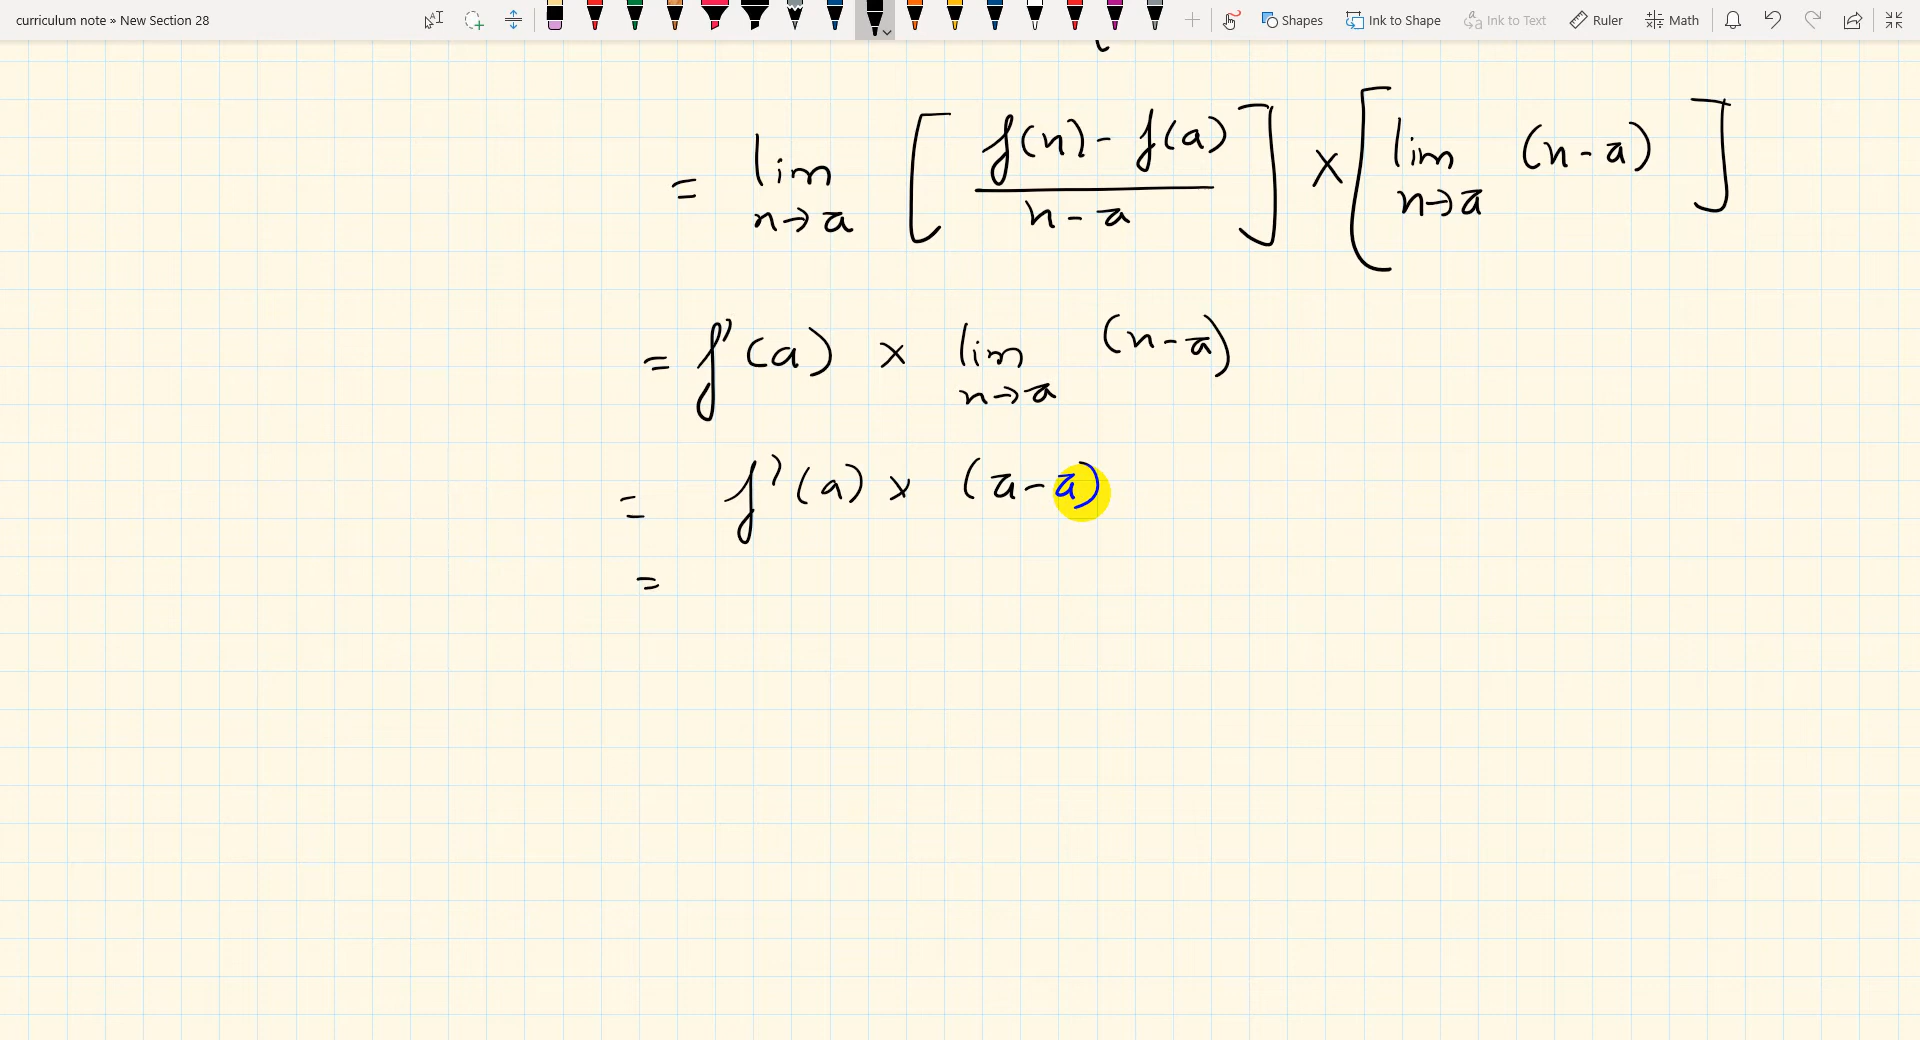 curriculum note » New Section 28
Shapes Ink to Shape Ink to Text Ruler Math
= lim n→a [ f(n) - f(a) / n - a ] × [ lim n→a (n - a) ]
= f'(a) × lim n→a (n - a)
= f'(a) × (a - a)
=